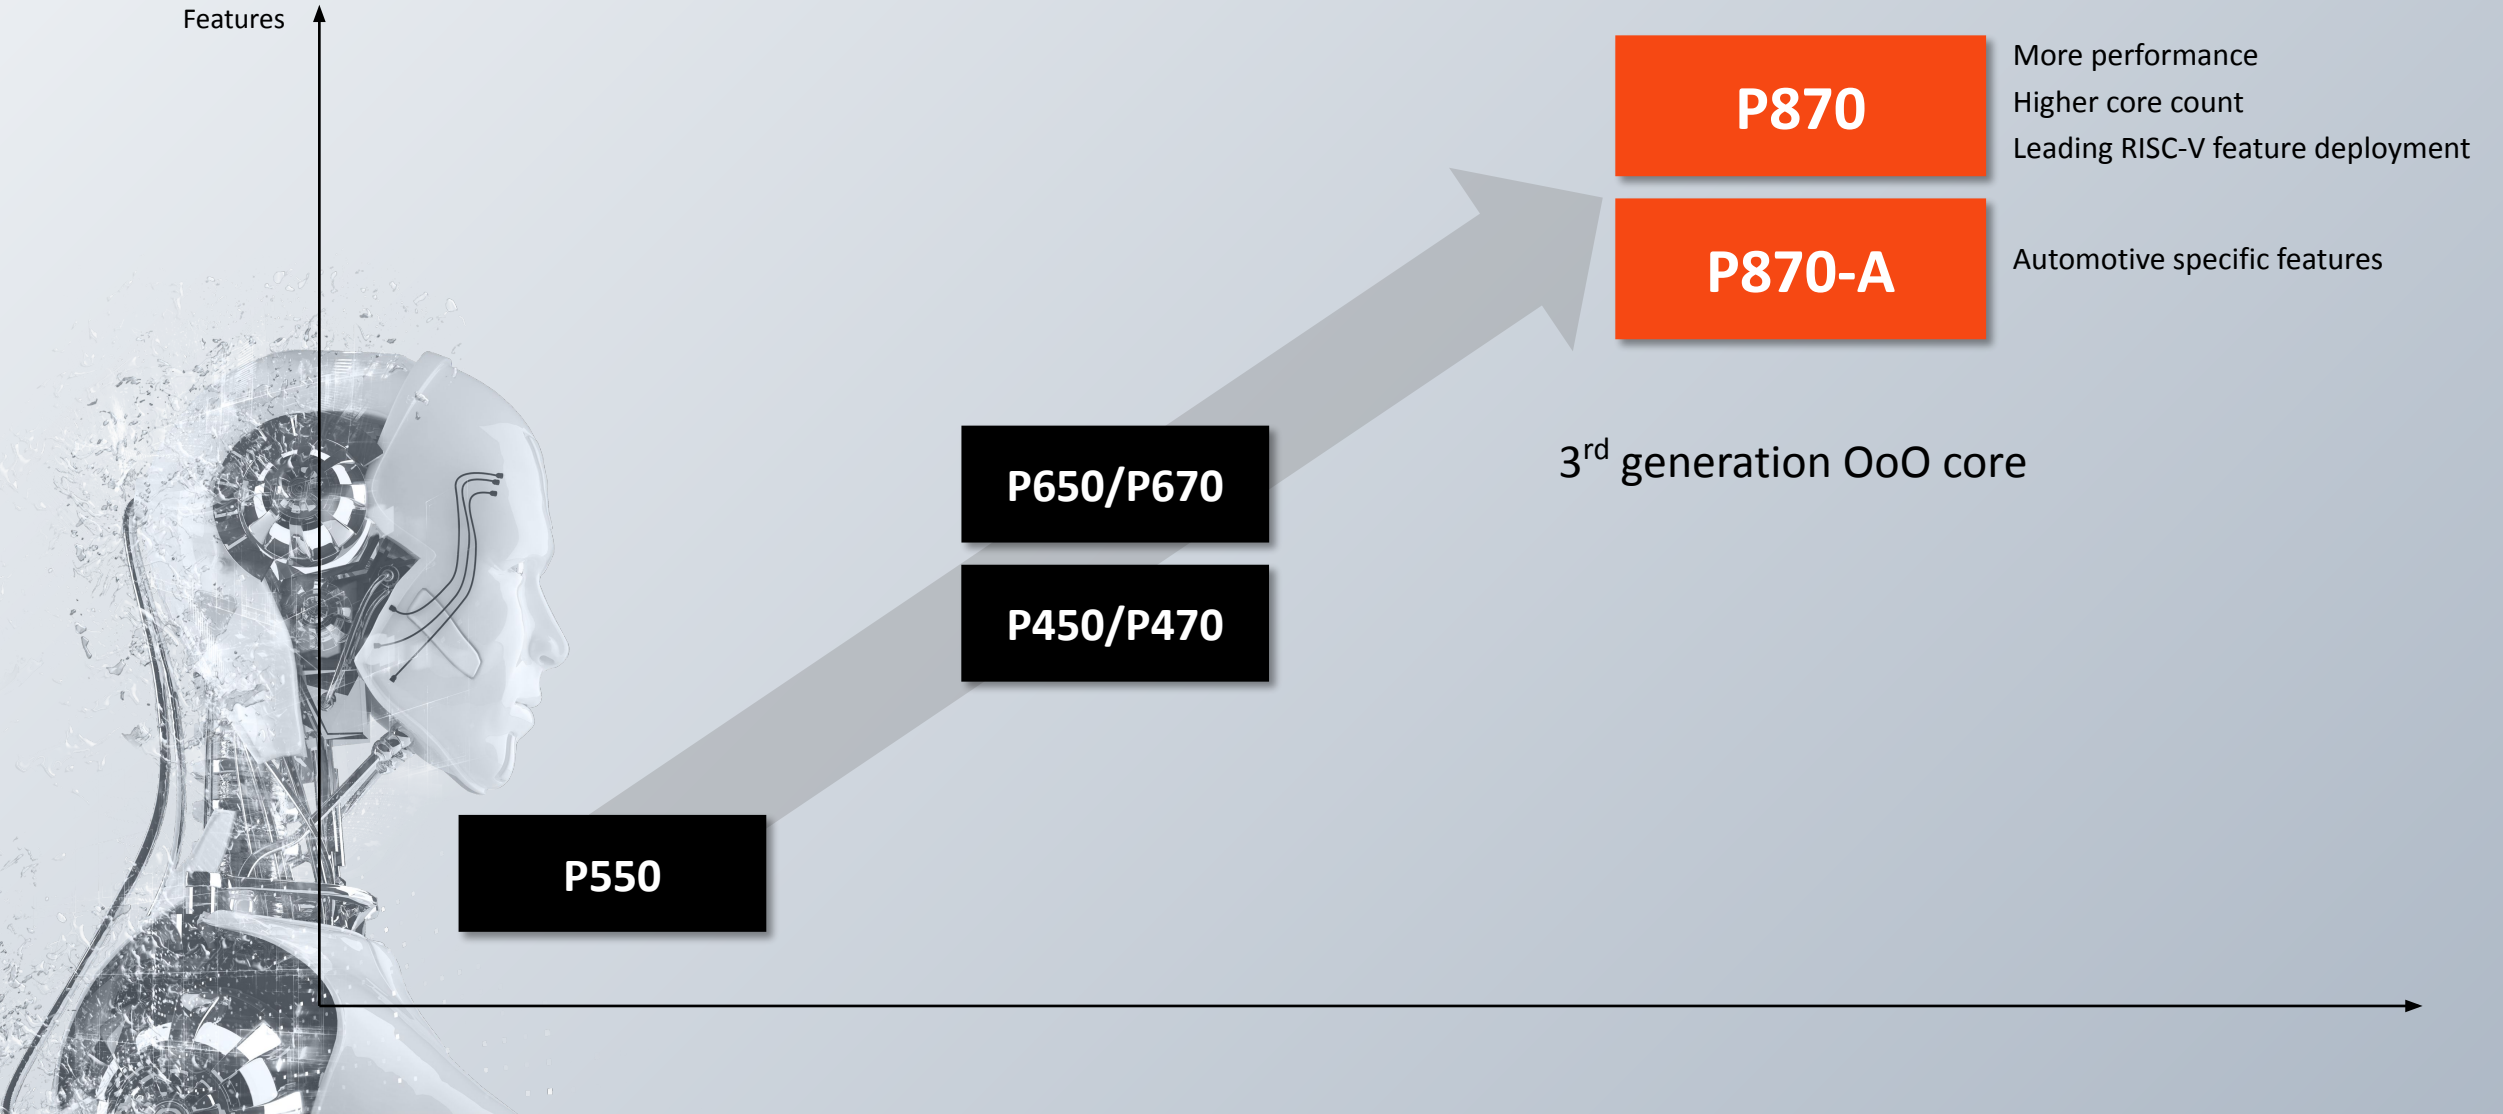 Features
P870
More performance
Higher core count
Leading RISC-V feature deployment
P870-A
Automotive specific features
3rd generation OoO core
P650/P670
P450/P470
P550